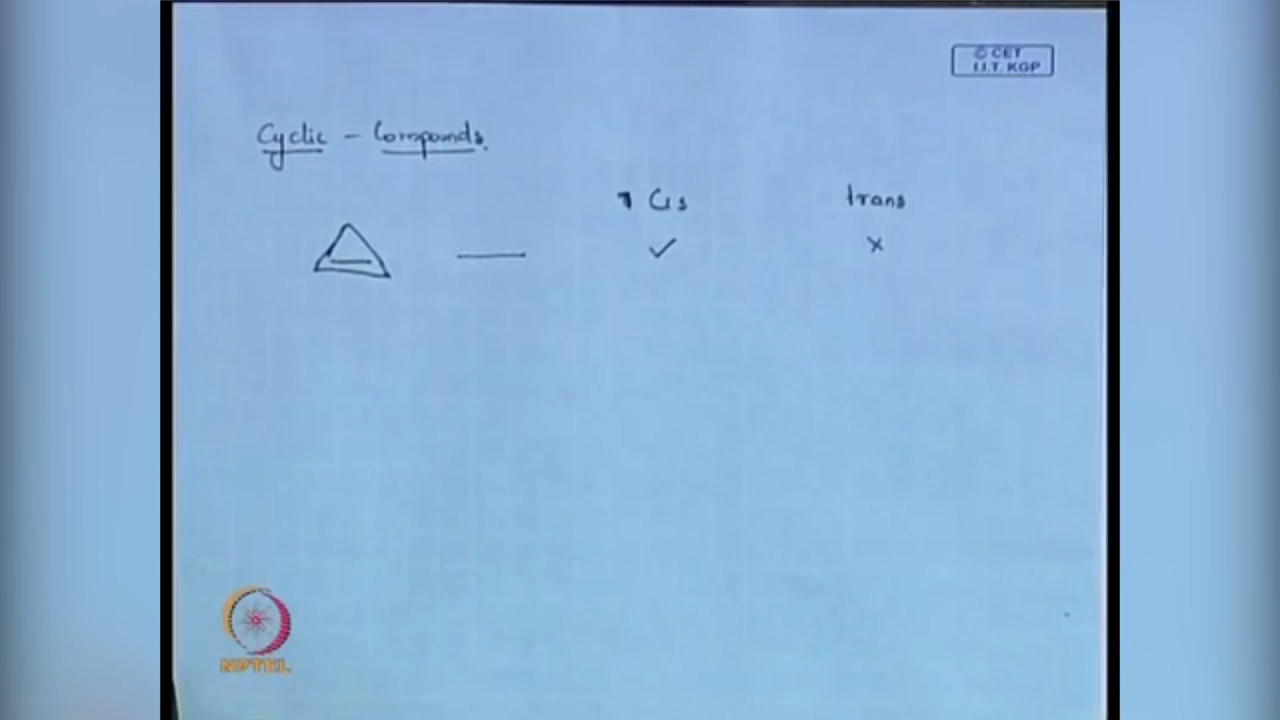 © CET
I.I.T. KGP
Cyclic - Compounds.
Cis trans
NPTEL